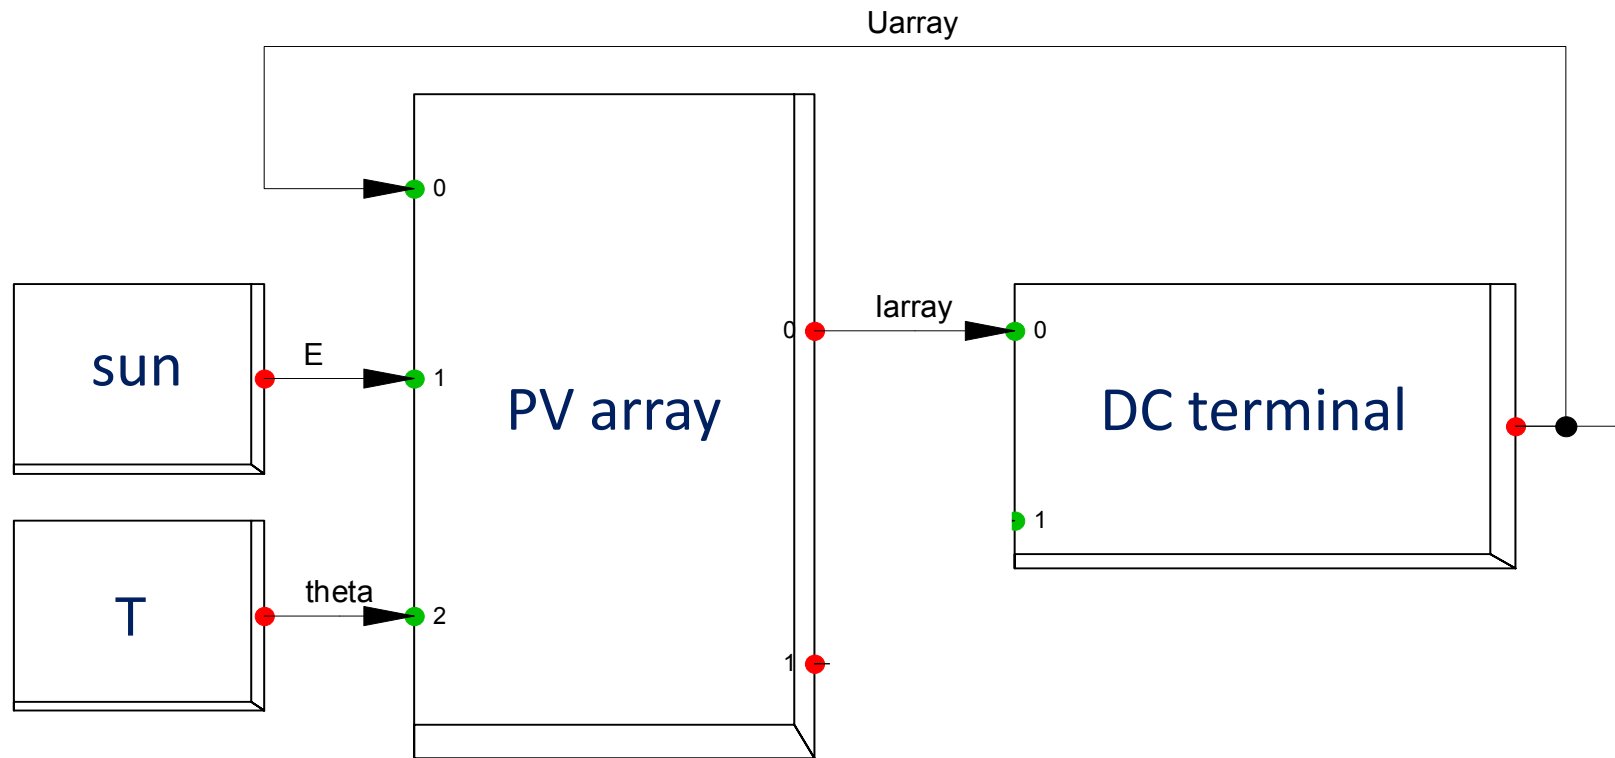 Uarray
0
sun
E
1
PV array
0
Iarray
0
DC terminal
1
T
theta
2
1